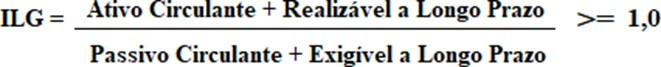 Ativo Circulante + Realizável a Longo Prazo
ILG = >= 1,0
Passivo Circulante + Exigível a Longo Prazo